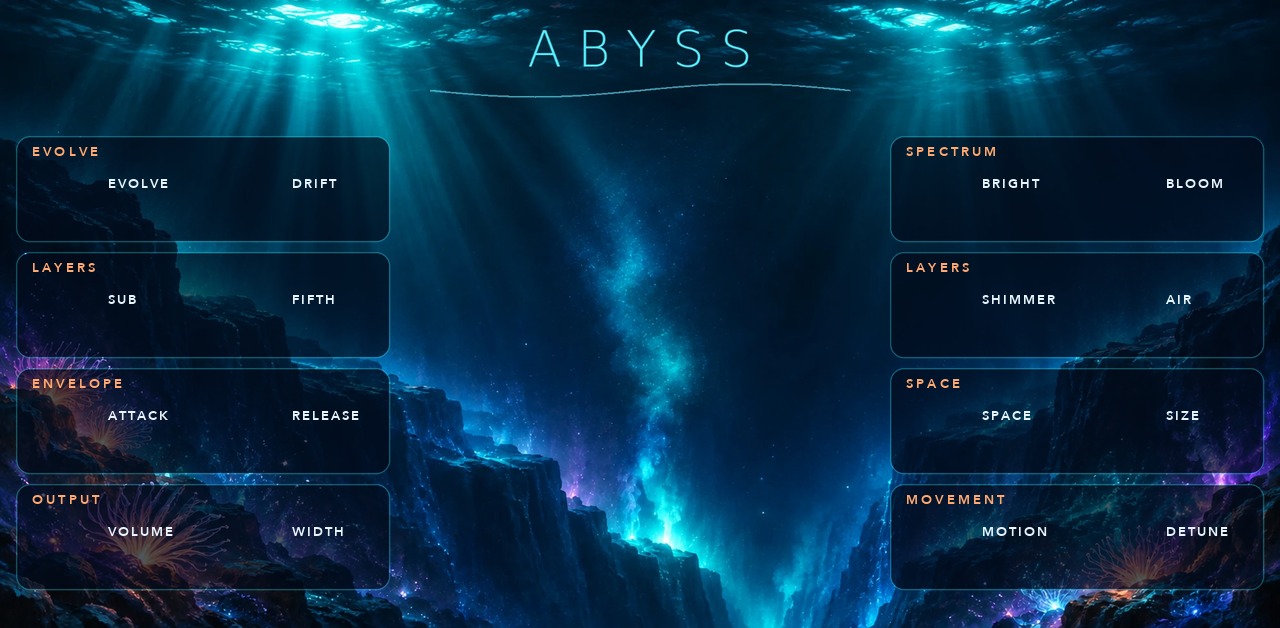 ABYSS
EVOLVE
EVOLVE DRIFT
LAYERS
SUB FIFTH
ENVELOPE
ATTACK RELEASE
OUTPUT
VOLUME WIDTH
SPECTRUM
BRIGHT BLOOM
LAYERS
SHIMMER AIR
SPACE
SPACE SIZE
MOVEMENT
MOTION DETUNE